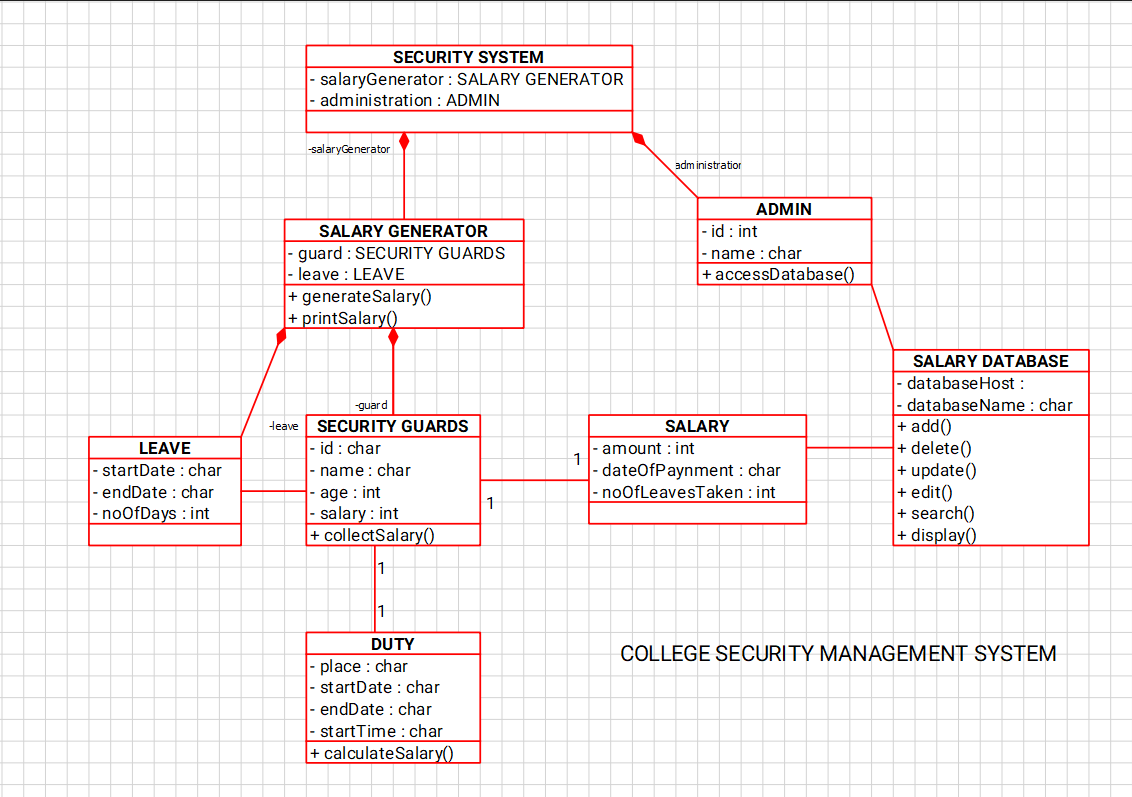 SECURITY SYSTEM
- salaryGenerator : SALARY GENERATOR
- administration : ADMIN
-salaryGenerator
administration
ADMIN
- id : int
- name : char
+ accessDatabase()
SALARY GENERATOR
- guard : SECURITY GUARDS
- leave : LEAVE
+ generateSalary()
+ printSalary()
SALARY DATABASE
- databaseHost :
- databaseName : char
+ add()
+ delete()
+ update()
+ edit()
+ search()
+ display()
-guard
-leave
LEAVE
- startDate : char
- endDate : char
- noOfDays : int
SECURITY GUARDS
- id : char
- name : char
- age : int
- salary : int
+ collectSalary()
1
1
SALARY
- amount : int
- dateOfPaynment : char
- noOfLeavesTaken : int
1
1
DUTY
- place : char
- startDate : char
- endDate : char
- startTime : char
+ calculateSalary()
COLLEGE SECURITY MANAGEMENT SYSTEM